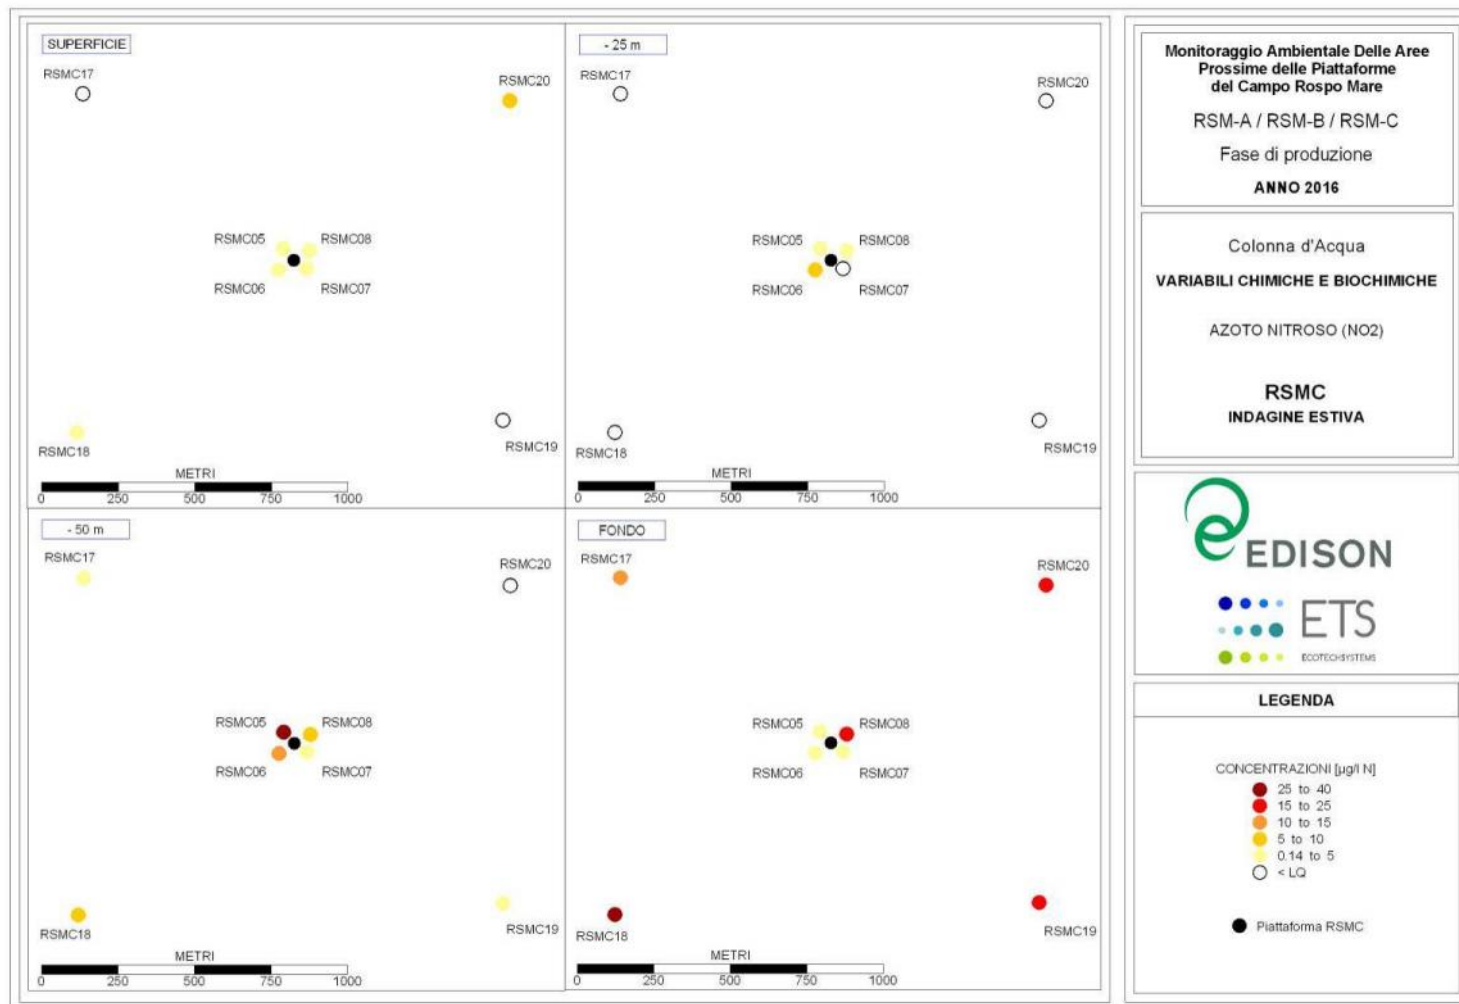 SUPERFICIE
RSMC17
RSMC20
RSMC05
RSMC08
RSMC06
RSMC07
RSMC18
RSMC19
METRI
0 250 500 750 1000
- 25 m
RSMC17
RSMC20
RSMC05
RSMC08
RSMC06
RSMC07
RSMC18
RSMC19
METRI
0 250 500 750 1000
- 50 m
RSMC17
RSMC20
RSMC05
RSMC08
RSMC06
RSMC07
RSMC18
RSMC19
METRI
0 250 500 750 1000
FONDO
RSMC17
RSMC20
RSMC05
RSMC08
RSMC06
RSMC07
RSMC18
RSMC19
METRI
0 250 500 750 1000
Monitoraggio Ambientale Delle Aree
Prossime delle Piattaforme
del Campo Rospo Mare
RSM-A / RSM-B / RSM-C
Fase di produzione
ANNO 2016
Colonna d'Acqua
VARIABILI CHIMICHE E BIOCHIMICHE
AZOTO NITROSO (NO2)
RSMC
INDAGINE ESTIVA
EDISON
ETS
ECOTECHSYSTEMS
LEGENDA
CONCENTRAZIONI [µg/l N]
25 to 40
15 to 25
10 to 15
5 to 10
0.14 to 5
< LQ
Piattaforma RSMC